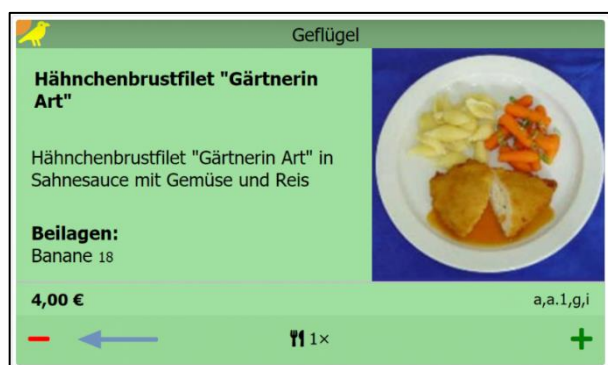 Geflügel
Hähnchenbrustfilet "Gärtnerin
Art"
Hähnchenbrustfilet "Gärtnerin Art" in
Sahnesauce mit Gemüse und Reis
Beilagen:
Banane 18
4,00 €
a,a.1,g,i
1×